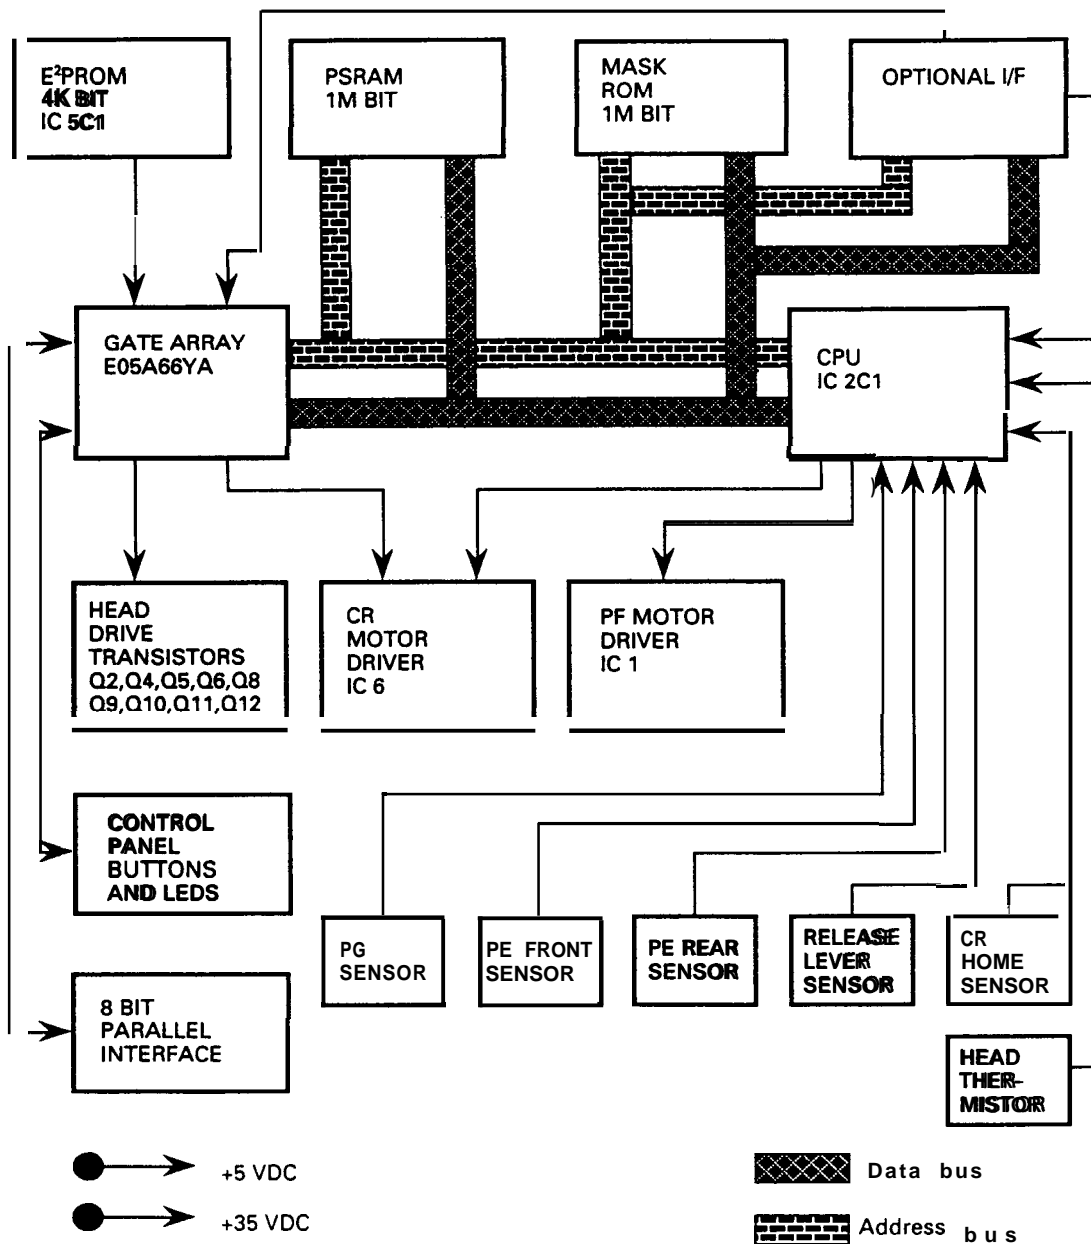 E²PROM
4K BIT
IC 5C1
PSRAM
1M BIT
MASK
ROM
1M BIT
OPTIONAL I/F
GATE ARRAY
E05A66YA
CPU
IC 2C1
HEAD
DRIVE
TRANSISTORS
Q2,Q4,Q5,Q6,Q8
Q9,Q10,Q11,Q12
CR
MOTOR
DRIVER
IC 6
PF MOTOR
DRIVER
IC 1
CONTROL
PANEL
BUTTONS
AND LEDS
PG
SENSOR
PE FRONT
SENSOR
PE REAR
SENSOR
RELEASE
LEVER
SENSOR
CR
HOME
SENSOR
8 BIT
PARALLEL
INTERFACE
HEAD
THER-
MISTOR
+5 VDC
+35 VDC
Data bus
Address bus